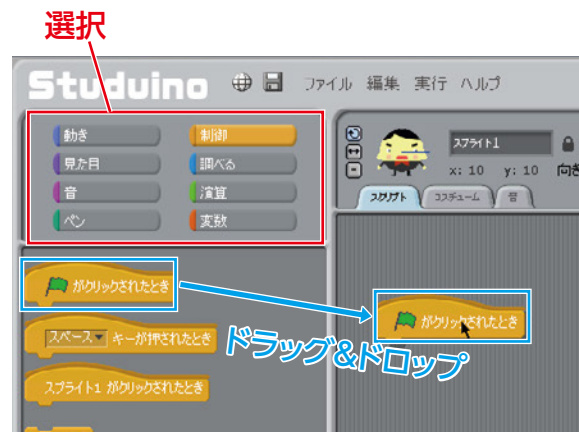 選択
Studuino ファイル 編集 実行 ヘルプ
動き 制御
見た目 調べる
音 演算
ペン 変数
スプライト1
x: 10 y: 10 向き
スクリプト コスチューム 音
がクリックされたとき
スペース キーが押されたとき
スプライト1 がクリックされたとき
がクリックされたとき
ドラッグ&ドロップ